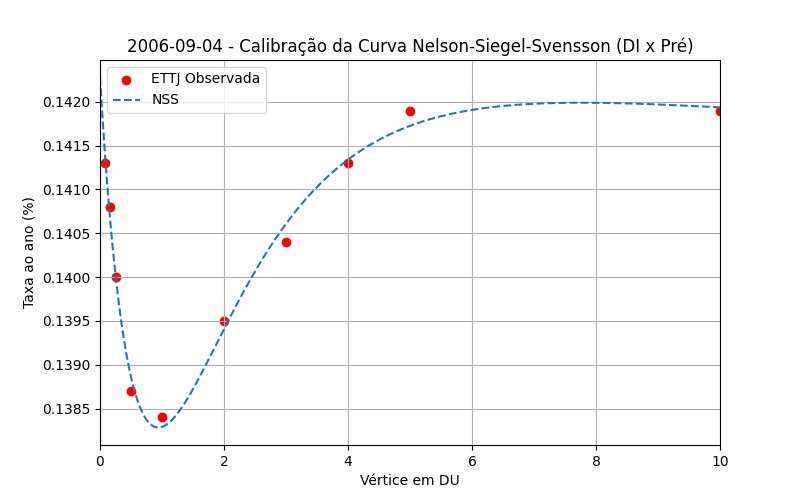 2006-09-04 - Calibração da Curva Nelson-Siegel-Svensson (DI x Pré)
ETTJ Observada
NSS
Taxa ao ano (%)
0.1420
0.1415
0.1410
0.1405
0.1400
0.1395
0.1390
0.1385
0 2 4 6 8 10
Vértice em DU